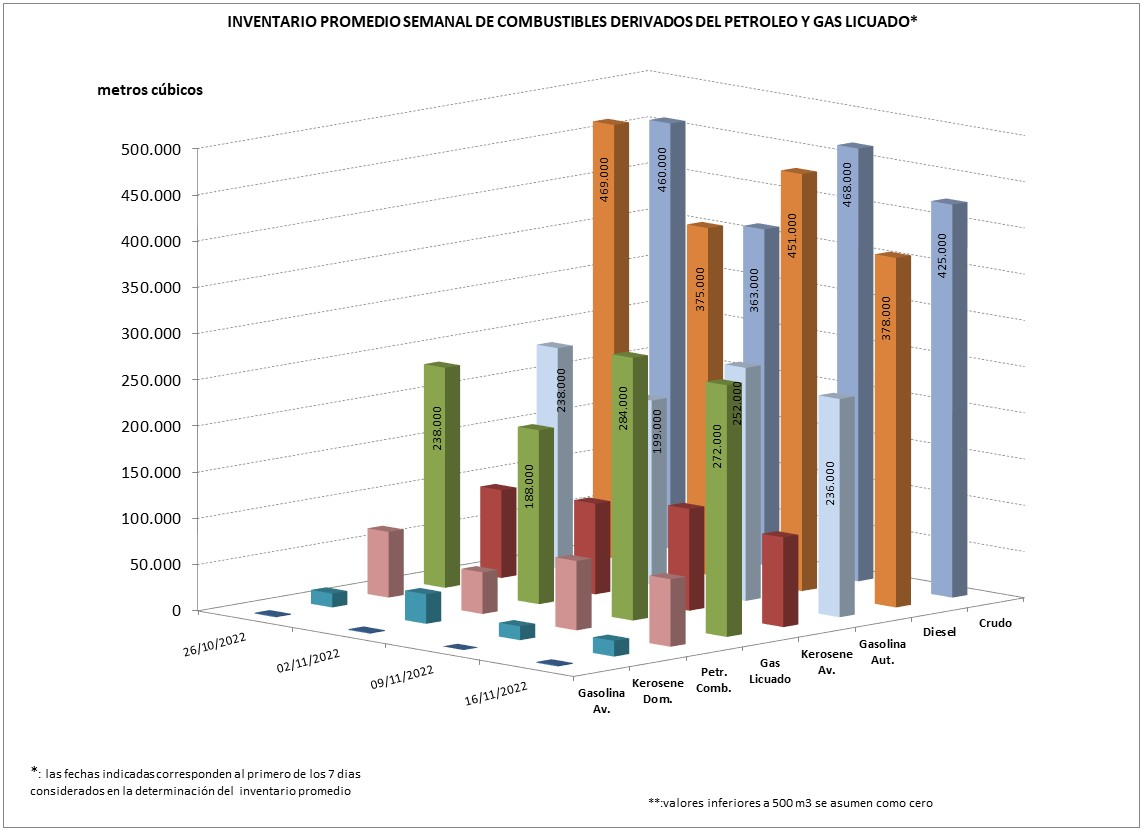 INVENTARIO PROMEDIO SEMANAL DE COMBUSTIBLES DERIVADOS DEL PETROLEO Y GAS LICUADO*
metros cúbicos
500.000
450.000
400.000
350.000
300.000
250.000
200.000
150.000
100.000
50.000
0
469.000
460.000
375.000
363.000
451.000
468.000
378.000
425.000
238.000
238.000
188.000
199.000
284.000
252.000
272.000
236.000
26/10/2022
02/11/2022
09/11/2022
16/11/2022
Gasolina
Av.
Kerosene
Dom.
Petr.
Comb.
Gas
Licuado
Kerosene
Av.
Gasolina
Aut.
Diesel
Crudo
*: las fechas indicadas corresponden al primero de los 7 dias
considerados en la determinación del inventario promedio
**:valores inferiores a 500 m3 se asumen como cero